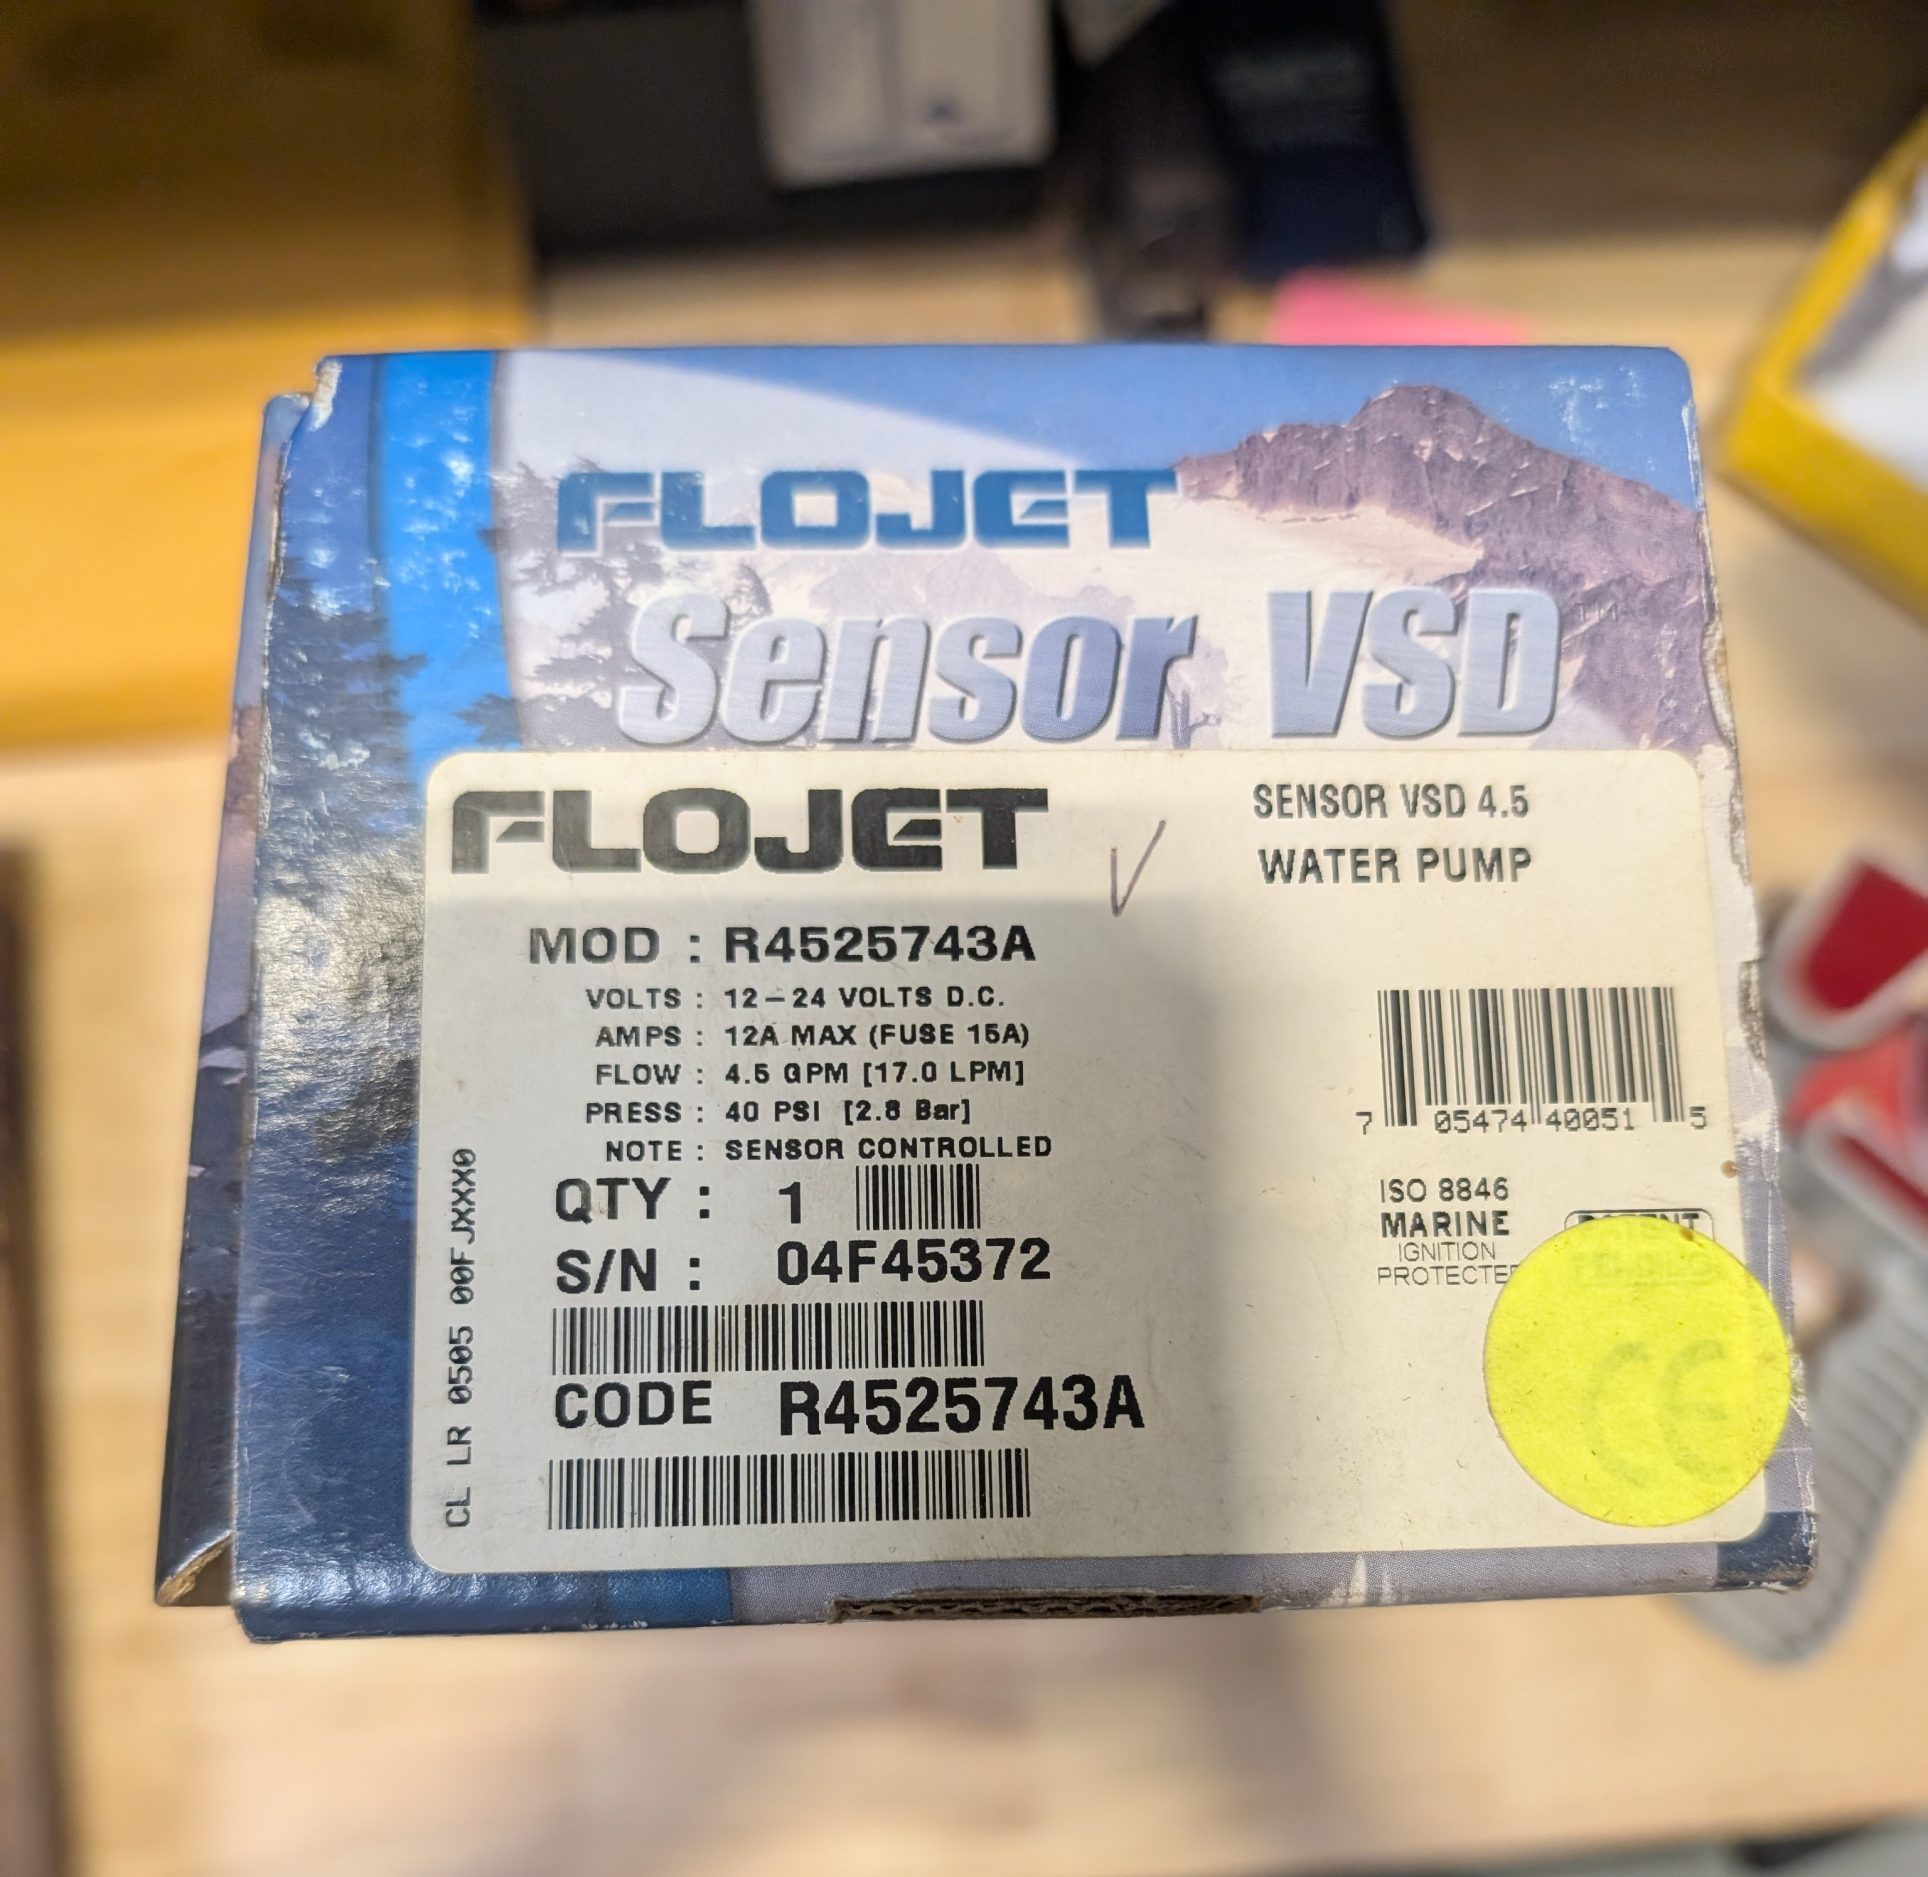 FLOJET
Sensor VSD
FLOJET
SENSOR VSD 4.5
WATER PUMP
MOD : R4525743A
VOLTS : 12-24 VOLTS D.C.
AMPS : 12A MAX (FUSE 15A)
FLOW : 4.5 GPM [17.0 LPM]
PRESS : 40 PSI [2.8 Bar]
NOTE : SENSOR CONTROLLED
QTY : 1
S/N : 04F45372
CODE R4525743A
CL LR 0505 00FJXXX0
7 05474 40051 5
ISO 8846
MARINE
IGNITION
PROTECTED
CE